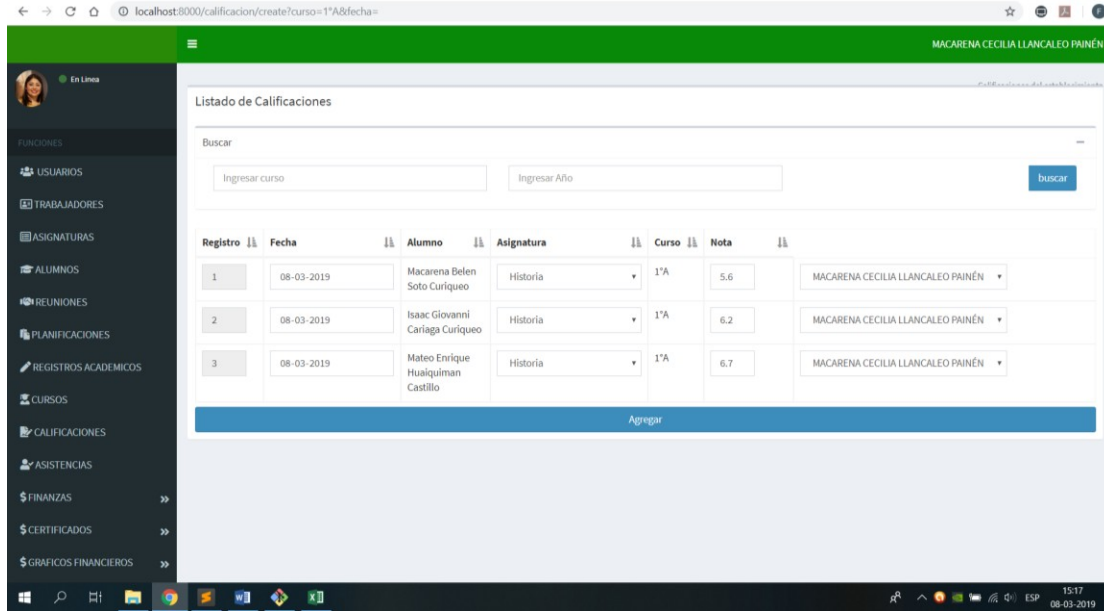 localhost:8000/calificacion/create?curso=1°A&fecha=
MACARENA CECILIA LLANCALEO PAINÉN
En Linea
Calificaciones del establecimiento
Listado de Calificaciones
FUNCIONES
Buscar
USUARIOS
Ingresar curso
Ingresar Año
buscar
TRABAJADORES
ASIGNATURAS
ALUMNOS
REUNIONES
PLANIFICACIONES
REGISTROS ACADEMICOS
CURSOS
CALIFICACIONES
ASISTENCIAS
$ FINANZAS
$ CERTIFICADOS
$ GRAFICOS FINANCIEROS
Registro Fecha Alumno Asignatura Curso Nota
1 08-03-2019 Macarena Belen Soto Curiqueo Historia 1°A 5.6 MACARENA CECILIA LLANCALEO PAINÉN
2 08-03-2019 Isaac Giovanni Cariaga Curiqueo Historia 1°A 6.2 MACARENA CECILIA LLANCALEO PAINÉN
3 08-03-2019 Mateo Enrique Huaiquiman Castillo Historia 1°A 6.7 MACARENA CECILIA LLANCALEO PAINÉN
Agregar
ESP
15:17
08-03-2019